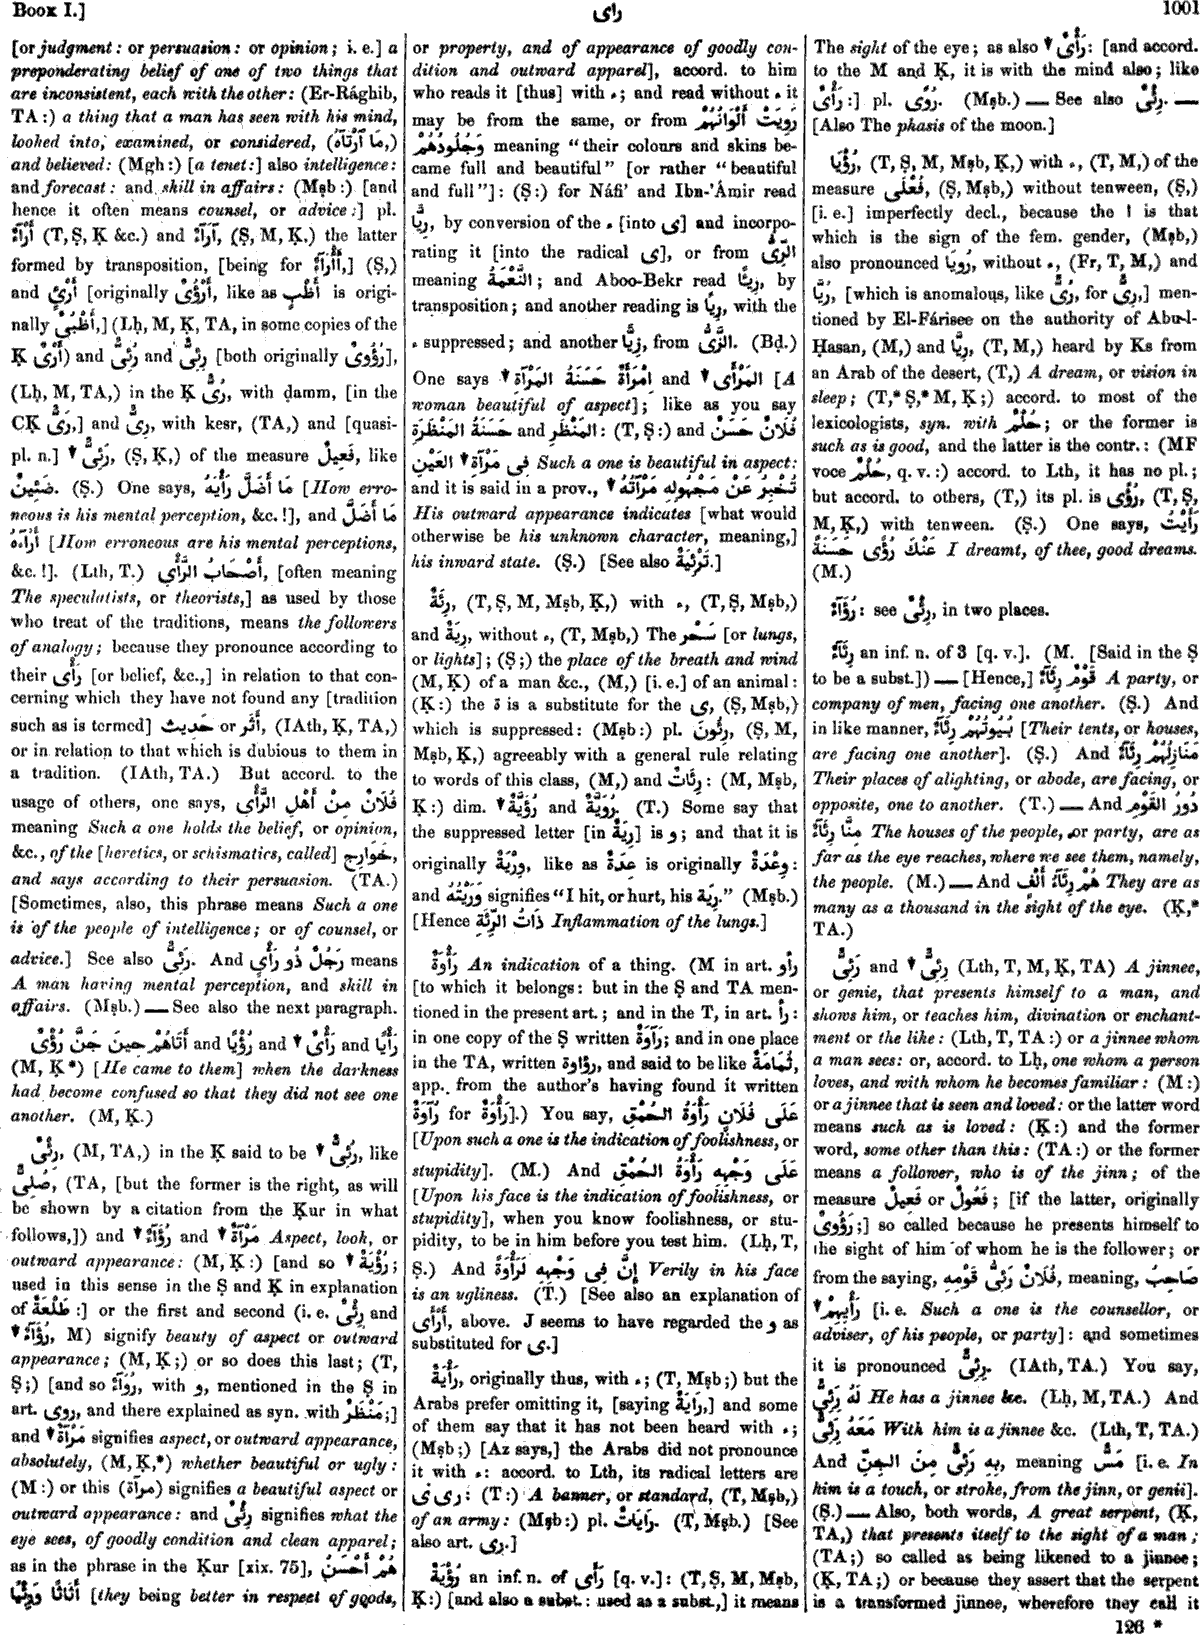 Book I.]
راى
1001
[or judgment: or persuasion: or opinion; i. e.] a
preponderating belief of one of two things that
are inconsistent, each with the other: (Er-Rághib,
TA:) a thing that a man has seen with his mind,
looked into, examined, or considered, (مَا ٱرْتَآهُ,)
and believed: (Mgh:) [a tenet:] also intelligence:
and forecast: and skill in affairs: (Mṣb:) [and
hence it often means counsel, or advice:] pl.
أَرْآءٌ (T, Ṣ, Ḳ &c.) and آرَآءٌ, (Ṣ, M, Ḳ,) the latter
formed by transposition, [being for أَأْرَآءٌ,] (Ṣ,)
and أَرْءٍ [originally أَرْؤُىٌ, like as أَظْبٍ is origi-
nally أَظْبُىٌ,] (Lḥ, M, Ḳ, TA, in some copies of the
Ḳ أَرْىٌ) and رُئِىٌّ and رِئِىٌّ [both originally رُؤُوىٌ],
(Lḥ, M, TA,) in the Ḳ رُىٌّ, with ḍamm, [in the
CḲ رَىٌّ,] and رِىٌّ, with kesr, (TA,) and [quasi-
pl. n.] ▾ رَئِىٌّ, (Ṣ, Ḳ,) of the measure فَعِيلٌ, like
ضَئِينٌ. (Ṣ.) One says, مَا أَضَلَّ رَأْيَهُ [How erro-
neous is his mental perception, &c.!], and مَا أَضَلَّ
أَرْآءَهُ [How erroneous are his mental perceptions,
&c.!]. (Lth, T.) أَصْحَابُ الرَّأْىِ, [often meaning
The speculatists, or theorists,] as used by those
who treat of the traditions, means the followers
of analogy; because they pronounce according to
their رَأْى [or belief, &c.,] in relation to that con-
cerning which they have not found any [tradition
such as is termed] حَدِيث or أَثَر, (IAth, Ḳ, TA,)
or in relation to that which is dubious to them in
a tradition. (IAth, TA.) But accord. to the
usage of others, one says, فُلَانٌ مِنْ أَهْلِ الرَّأْىِ
meaning Such a one holds the belief, or opinion,
&c., of the [heretics, or schismatics, called] خَوَارِج,
and says according to their persuasion. (TA.)
[Sometimes, also, this phrase means Such a one
is of the people of intelligence; or of counsel, or
advice.] See also رَئِىٌّ. And رَجُلٌ ذُو رَأْىٍ means
A man having mental perception, and skill in
affairs. (Mṣb.) — See also the next paragraph.
أَتَاهُمْ حِينَ جَنَّ رُؤْىٌ and رُؤْيًا and ▾ رَأْىٌ and رَأْيًا
(M, Ḳ*) [He came to them] when the darkness
had become confused so that they did not see one
another. (M, Ḳ.)
رِئْىٌ, (M, TA,) in the Ḳ said to be ▾ رُئِىٌّ, like
صُلِىٌّ, (TA, [but the former is the right, as will
be shown by a citation from the Ḳur in what
follows,]) and ▾ رُؤَآءٌ and ▾ مَرْآةٌ Aspect, look, or
outward appearance: (M, Ḳ:) [and so ▾ رُؤْيَةٌ;
used in this sense in the Ṣ and Ḳ in explanation
of طَلْعَةٌ:] or the first and second (i. e. رِئْىٌ and
▾ رُؤَآءٌ, M) signify beauty of aspect or outward
appearance; (M, Ḳ;) or so does this last; (T,
Ṣ;) [and so رُوَآءٌ, with و, mentioned in the Ṣ in
art. روى, and there explained as syn. with مَنْظَرٌ;]
and ▾ مَرْآةٌ signifies aspect, or outward appearance,
absolutely, (M, Ḳ,*) whether beautiful or ugly:
(M:) or this (مرآة) signifies a beautiful aspect or
outward appearance: and رِئْىٌ signifies what the
eye sees, of goodly condition and clean apparel;
as in the phrase in the Ḳur [xix. 75], هُمْ أَحْسَنُ
أَثَاثًا وَرِئْيًا [they being better in respect of goods,
or property, and of appearance of goodly con-
dition and outward apparel], accord. to him
who reads it [thus] with ء; and read without ء it
may be from the same, or from رَوِيَتْ أَلْوَانُهُمْ
وَجُلُودُهُمْ meaning "their colours and skins be-
came full and beautiful" [or rather "beautiful
and full"]: (Ṣ:) for Náfi' and Ibn-'Ámir read
رِيًّا, by conversion of the ء [into ى] and incorpo-
rating it [into the radical ى], or from الرِّىُّ
meaning النَّعْمَةُ; and Aboo-Bekr read رِيْئًا, by
transposition; and another reading is رِيًا, with the
ء suppressed; and another زِيًّا, from الزِّىُّ. (Bḍ.)
One says ▾ امْرَأَةٌ حَسَنَةُ المَرْآةِ and ▾ المَرْأَى [A
woman beautiful of aspect]; like as you say
حَسَنَةُ المَنْظَرَةِ and المَنْظَرِ: (T, Ṣ:) and فُلَانٌ حَسَنٌ
فِى مَرْآةِ ▾ العَيْنِ Such a one is beautiful in aspect:
and it is said in a prov., ▾ تُخْبِرُ عَنْ مَجْهُولِهِ مَرْآتُهُ
His outward appearance indicates [what would
otherwise be his unknown character, meaning,]
his inward state. (Ṣ.) [See also تَرْئِيَةٌ.]
رِئَةٌ, (T, Ṣ, M, Mṣb, Ḳ,) with ء, (T, Ṣ, Mṣb,)
and رِيَةٌ, without ء, (T, Mṣb,) The سَحْر [or lungs,
or lights]; (Ṣ;) the place of the breath and wind
(M, Ḳ) of a man &c., (M,) [i. e.] of an animal:
(Ḳ:) the ة is a substitute for the ى, (Ṣ, Mṣb,)
which is suppressed: (Mṣb:) pl. رِئُونَ, (Ṣ, M,
Mṣb, Ḳ,) agreeably with a general rule relating
to words of this class, (M,) and رِئَاتٌ: (M, Mṣb,
Ḳ:) dim. ▾ رُؤَيَّةٌ and رُوَيَّةٌ. (T.) Some say that
the suppressed letter [in رِيَةٌ] is و; and that it is
originally وِرْيَةٌ, like as عِدَةٌ is originally وِعْدَةٌ:
and وَرَيْتُهُ signifies "I hit, or hurt, his رِيَة." (Mṣb.)
[Hence ذَاتُ الرِّئَةِ Inflammation of the lungs.]
رَأْوَةٌ An indication of a thing. (M in art. رأو
[to which it belongs: but in the Ṣ and TA men-
tioned in the present art.; and in the T, in art. رأ:
in one copy of the Ṣ written رَآوَةٌ; and in one place
in the TA, written رؤاوة, and said to be like ثُمَامَةٌ,
app. from the author's having found it written
رُآوَةٌ for رَأْوَةٌ].) You say, عَلَى فُلَانٍ رَأْوَةُ الحُمْقِ
[Upon such a one is the indication of foolishness, or
stupidity]. (M.) And عَلَى وَجْهِهِ رَأْوَةُ الحُمْقِ
[Upon his face is the indication of foolishness, or
stupidity], when you know foolishness, or stu-
pidity, to be in him before you test him. (Lḥ, T,
Ṣ.) And إِنَّ فِى وَجْهِهِ لَرَأْوَةً Verily in his face
is an ugliness. (T.) [See also an explanation of
أَرْأَى, above. J seems to have regarded the و as
substituted for ى.]
رَأْيَةٌ, originally thus, with ء; (T, Mṣb;) but the
Arabs prefer omitting it, [saying رَايَةٌ,] and some
of them say that it has not been heard with ء;
(Mṣb;) [Az says,] the Arabs did not pronounce
it with ء: accord. to Lth, its radical letters are
رىى: (T:) A banner, or standard, (T, Mṣb,)
of an army: (Mṣb:) pl. رَايَاتٌ. (T, Mṣb.) [See
also art. رى.]
رُؤْيَةٌ an inf. n. of رَأَى [q. v.]: (T, Ṣ, M, Mṣb,
Ḳ:) [and also a subst.: used as a subst.,] it means
The sight of the eye; as also ▾ رَأْىٌ: [and accord.
to the M and Ḳ, it is with the mind also; like
رَأْىٌ:] pl. رُؤًى. (Mṣb.) — See also رِئْىٌ. —
[Also The phasis of the moon.]
رُؤْيَا, (T, Ṣ, M, Mṣb, Ḳ,) with ء, (T, M,) of the
measure فُعْلَى, (Ṣ, Mṣb,) without tenween, (Ṣ,)
[i. e.] imperfectly decl., because the ا is that
which is the sign of the fem. gender, (Mṣb,)
also pronounced رُويَا, without ء, (Fr, T, M,) and
رُيَّا, [which is anomalous, like رُىٌّ, for رِىٌّ,] men-
tioned by El-Fárisee on the authority of Abu-l-
Ḥasan, (M,) and رِيَّا, (T, M,) heard by Ks from
an Arab of the desert, (T,) A dream, or vision in
sleep; (T,* Ṣ,* M, Ḳ;) accord. to most of the
lexicologists, syn. with حُلْمٌ; or the former is
such as is good, and the latter is the contr.: (MF
voce حُلْمٌ, q. v.:) accord. to Lth, it has no pl.;
but accord. to others, (T,) its pl. is رُؤًى, (T, Ṣ,
M, Ḳ,) with tenween. (Ṣ.) One says, رَأَيْتُ
عَنْكَ رُؤًى حَسَنَةً I dreamt, of thee, good dreams.
(M.)
رُؤَآءٌ: see رِئْىٌ, in two places.
رِئَآءٌ an inf. n. of 3 [q. v.]. (M. [Said in the Ṣ
to be a subst.]) — [Hence,] قَوْمٌ رِئَآءٌ A party, or
company of men, facing one another. (Ṣ.) And
in like manner, بُيُوتُهُمْ رِئَآءٌ [Their tents, or houses,
are facing one another]. (Ṣ.) And مَنَازِلُهُمْ رِئَآءٌ
Their places of alighting, or abode, are facing, or
opposite, one to another. (T.) — And دُورُ القَوْمِ
مِنَّا رِئَآءٌ The houses of the people, or party, are as
far as the eye reaches, where we see them, namely,
the people. (M.) — And هُمْ رِئَآءُ أَلْفٍ They are as
many as a thousand in the sight of the eye. (Ḳ,*
TA.)
رَئِىٌّ and ▾ رِئِىٌّ (Lth, T, M, Ḳ, TA) A jinnee,
or genie, that presents himself to a man, and
shows him, or teaches him, divination or enchant-
ment or the like: (Lth, T, TA:) or a jinnee whom
a man sees: or, accord. to Lḥ, one whom a person
loves, and with whom he becomes familiar: (M:)
or a jinnee that is seen and loved: or the latter word
means such as is loved: (Ḳ:) and the former
word, some other than this: (TA:) or the former
means a follower, who is of the jinn; of the
measure فَعِيلٌ or فَعُولٌ; [if the latter, originally
رَؤُوىٌ;] so called because he presents himself to
the sight of him of whom he is the follower; or
from the saying, فُلَانٌ رَئِىُّ قَوْمِهِ, meaning, صَاحِبُ
▾ رَأْيِهِمْ [i. e. Such a one is the counsellor, or
adviser, of his people, or party]: and sometimes
it is pronounced رِئِىٌّ. (IAth, TA.) You say,
لَهُ رَئِىٌّ He has a jinnee &c. (Lḥ, M, TA.) And
مَعَهُ رَئِىٌّ With him is a jinnee &c. (Lth, T, TA.)
And بِهِ رَئِىٌّ مِنَ الجِنِّ, meaning مَسٌّ [i. e. In
him is a touch, or stroke, from the jinn, or genii].
(Ṣ.) — Also, both words, A great serpent, (Ḳ,
TA,) that presents itself to the sight of a man;
(TA;) so called as being likened to a jinnee;
(Ḳ, TA;) or because they assert that the serpent
is a transformed jinnee, wherefore they call it
126 *